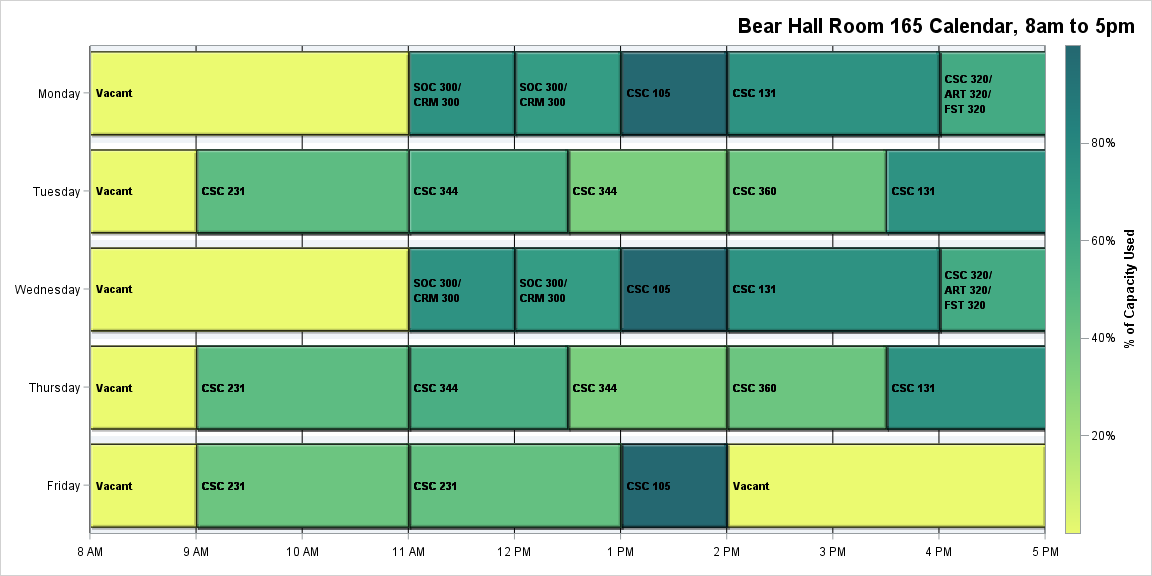 Bear Hall Room 165 Calendar, 8am to 5pm
Monday
Vacant
SOC 300/
CRM 300
SOC 300/
CRM 300
CSC 105
CSC 131
CSC 320/
ART 320/
FST 320
Tuesday
Vacant
CSC 231
CSC 344
CSC 344
CSC 360
CSC 131
Wednesday
Vacant
SOC 300/
CRM 300
SOC 300/
CRM 300
CSC 105
CSC 131
CSC 320/
ART 320/
FST 320
Thursday
Vacant
CSC 231
CSC 344
CSC 344
CSC 360
CSC 131
Friday
Vacant
CSC 231
CSC 231
CSC 105
Vacant
8 AM
9 AM
10 AM
11 AM
12 PM
1 PM
2 PM
3 PM
4 PM
5 PM
80%
60%
40%
20%
% of Capacity Used